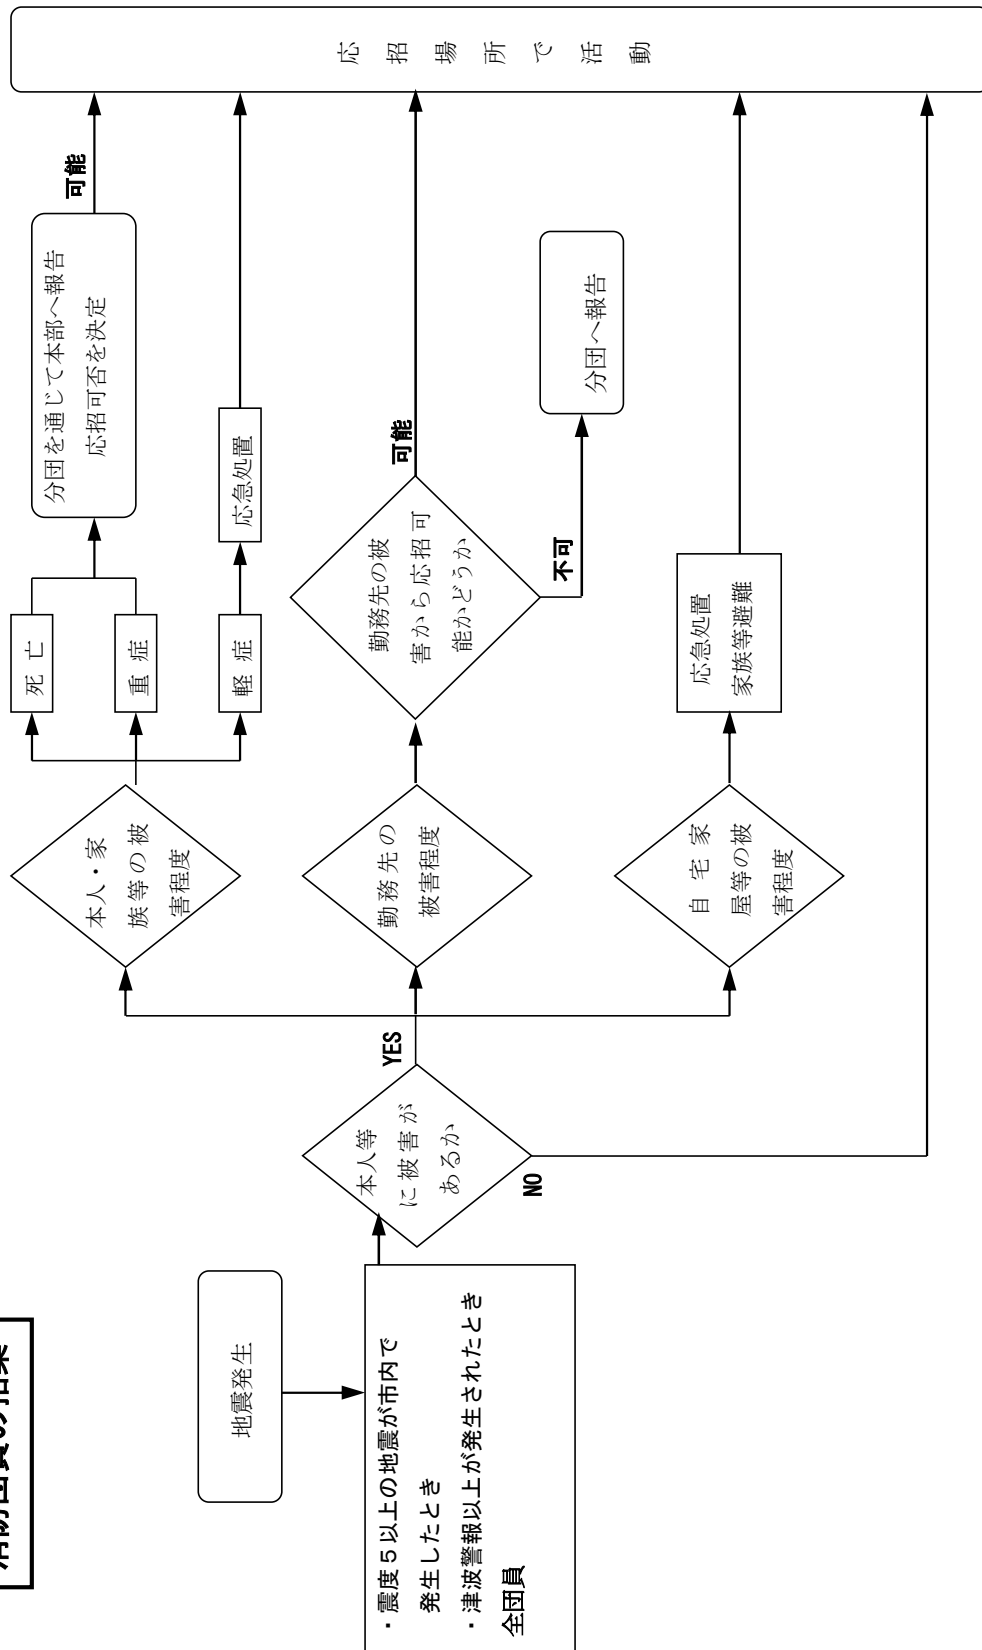 消防団員の招集
地震発生
・震度５以上の地震が市内で
発生したとき
・津波警報以上が発生されたとき
全団員
本人等
に被害が
あるか
YES
NO
本人・家
族等の被
害程度
死亡
重症
軽症
分団を通じて本部へ報告
応招可否を決定
可能
応急処置
勤務先の
被害程度
勤務先の被
害から応招可
能かどうか
可能
不可
分団へ報告
自宅家
屋等の被
害程度
応急処置
家族等避難
応招場所で活動